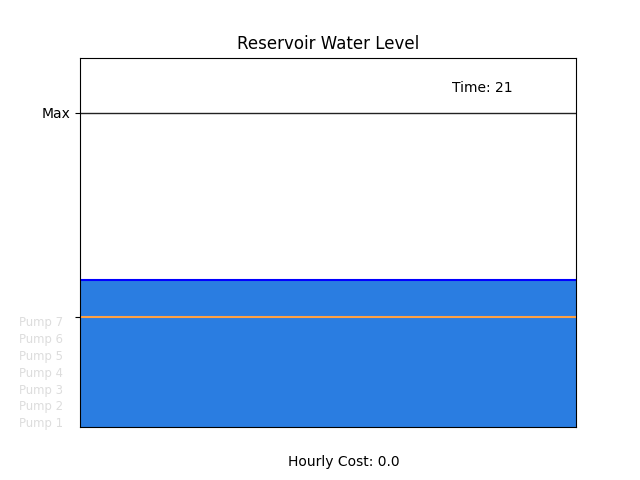 Reservoir Water Level
Time: 21
Max
Pump 7
Pump 6
Pump 5
Pump 4
Pump 3
Pump 2
Pump 1
Hourly Cost: 0.0